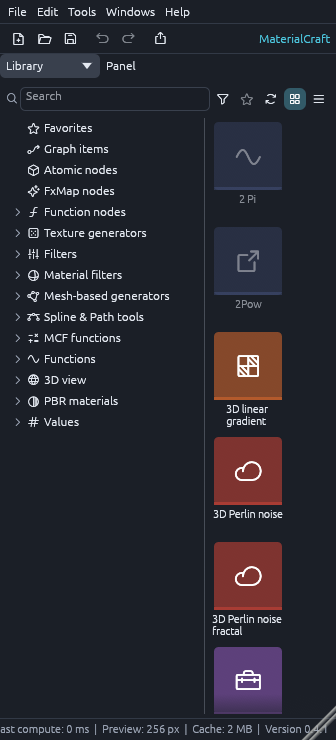 File Edit Tools Windows Help
MaterialCraft
Library Panel
Search
Favorites
Graph items
Atomic nodes
FxMap nodes
Function nodes
Texture generators
Filters
Material filters
Mesh-based generators
Spline & Path tools
MCF functions
Functions
3D view
PBR materials
Values
2 Pi
2Pow
3D linear
gradient
3D Perlin noise
3D Perlin noise
fractal
ast compute: 0 ms | Preview: 256 px | Cache: 2 MB | Version 0.4.1